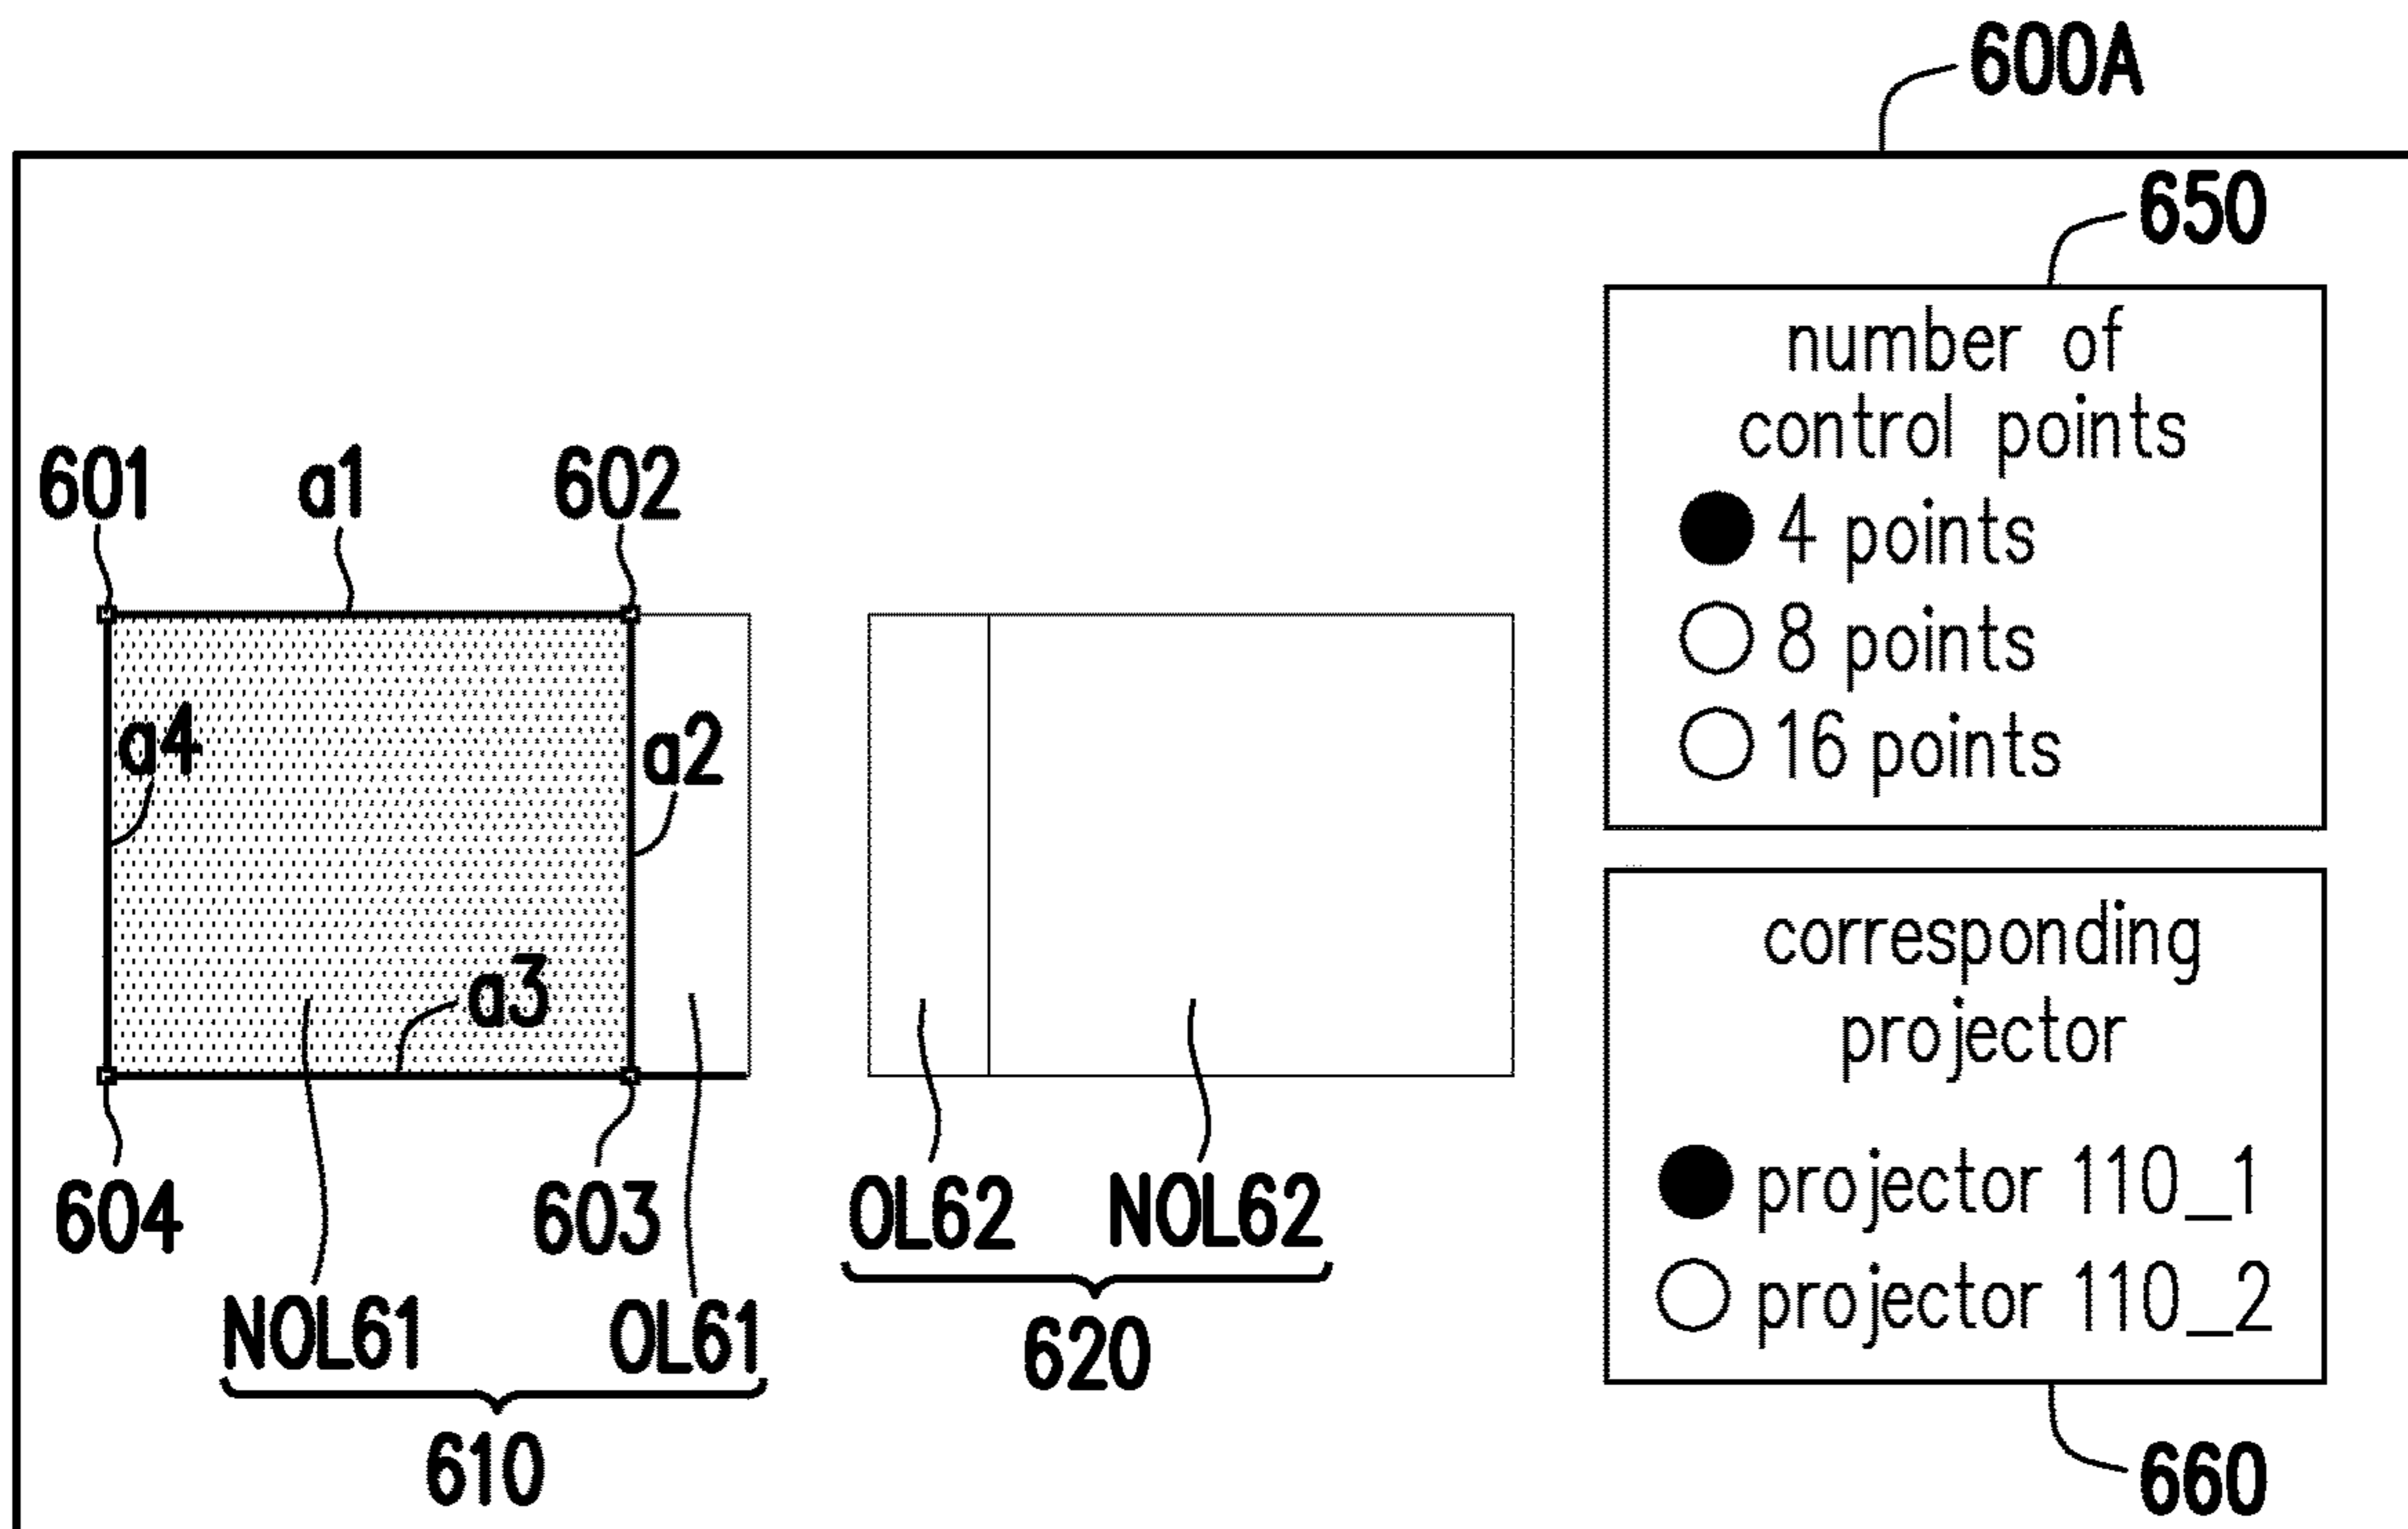 600A
650
number of
control points
4 points
8 points
16 points
601 a1 602
a4 a2
a3
corresponding
projector
projector 110_1
projector 110_2
604 603 OL62 NOL62
NOL61 OL61 620
610 660